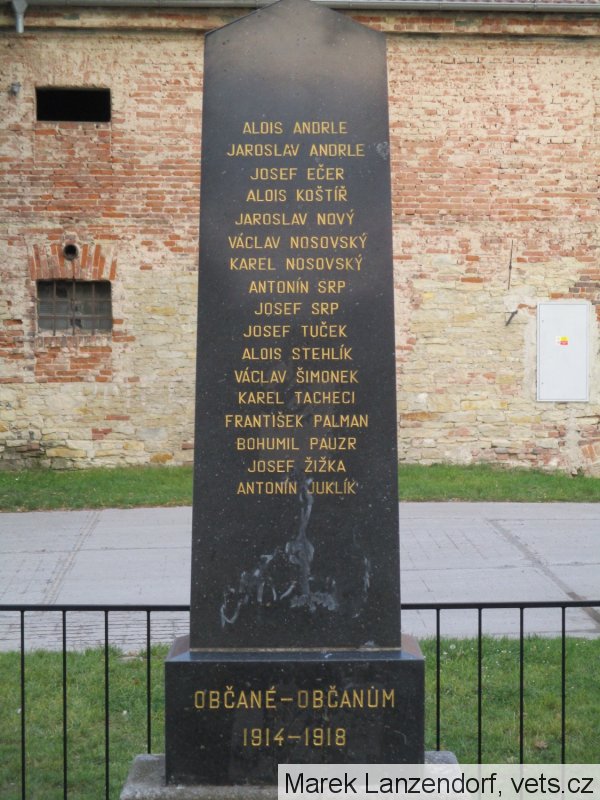 ALOIS ANDRLE
JAROSLAV ANDRLE
JOSEF EČER
ALOIS KOŠTÍŘ
JAROSLAV NOVÝ
VÁCLAV NOSOVSKÝ
KAREL NOSOVSKÝ
ANTONÍN SRP
JOSEF SRP
JOSEF TUČEK
ALOIS STEHLÍK
VÁCLAV ŠIMONEK
KAREL TACHECI
FRANTIŠEK PALMAN
BOHUMIL PAUZR
JOSEF ŽIŽKA
ANTONÍN JUKLÍK
OBČANÉ-OBČANŮM
1914-1918
Marek Lanzendorf, vets.cz